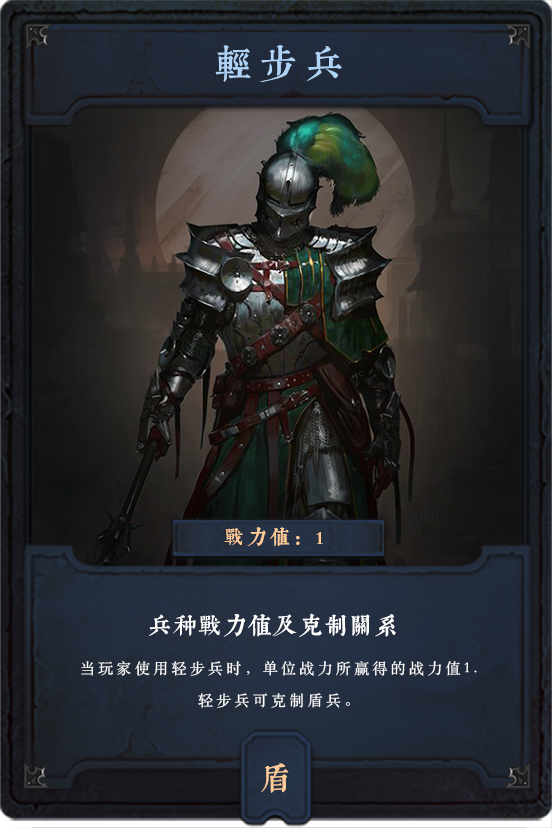 輕步兵
戰力值：1
兵种戰力值及克制關系
当玩家使用轻步兵时，单位战力所赢得的战力值1.
轻步兵可克制盾兵。
盾